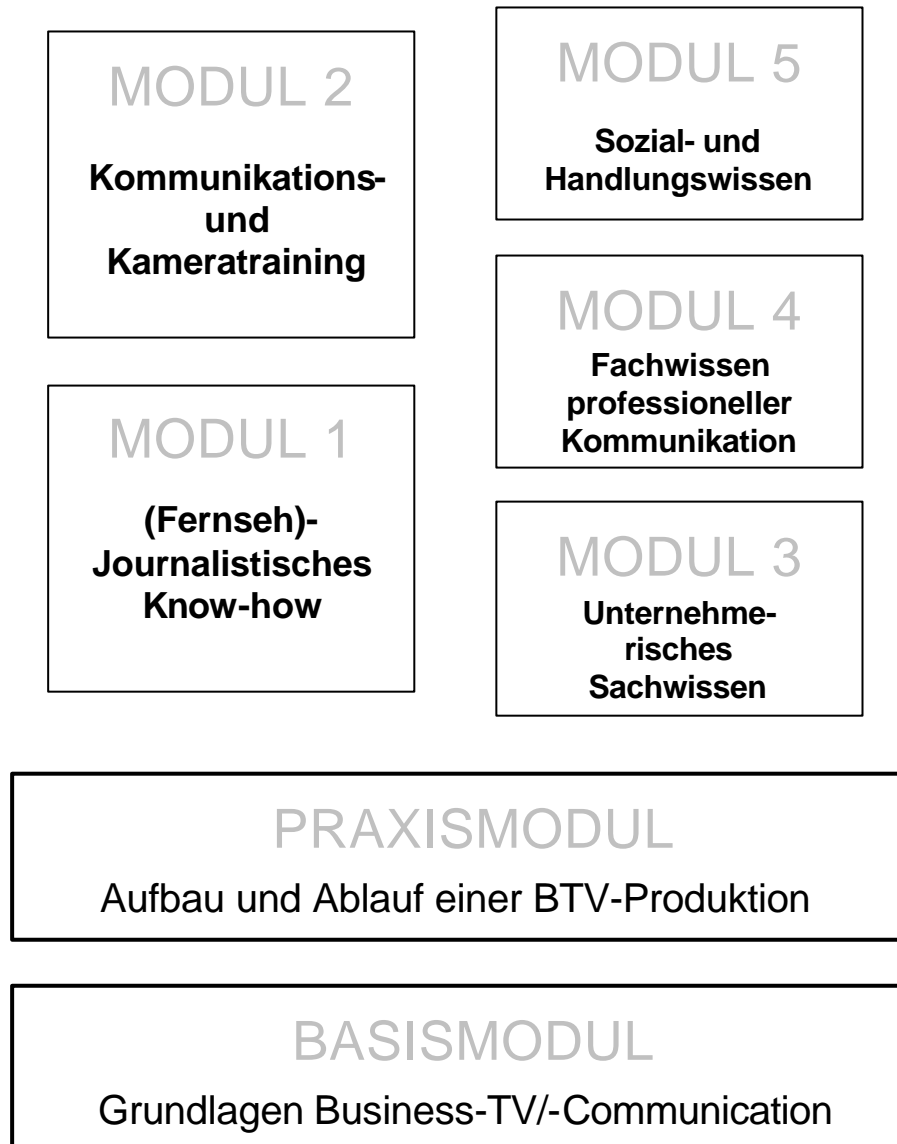 MODUL 2
Kommunikations-
und
Kameratraining
MODUL 1
(Fernseh)-
Journalistisches
Know-how
MODUL 5
Sozial- und
Handlungswissen
MODUL 4
Fachwissen
professioneller
Kommunikation
MODUL 3
Unternehme-
risches
Sachwissen
PRAXISMODUL
Aufbau und Ablauf einer BTV-Produktion
BASISMODUL
Grundlagen Business-TV/-Communication